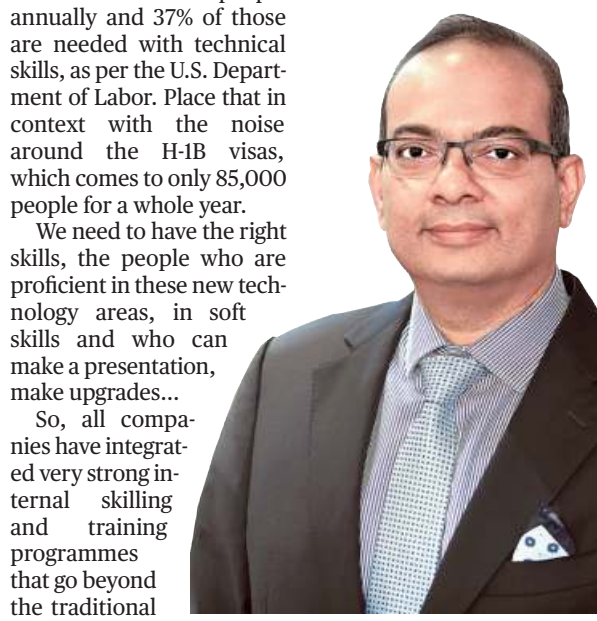 annually and 37% of those
are needed with technical
skills, as per the U.S. Depart-
ment of Labor. Place that in
context with the noise
around the H-1B visas,
which comes to only 85,000
people for a whole year.
We need to have the right
skills, the people who are
proficient in these new tech-
nology areas, in soft
skills and who can
make a presentation,
make upgrades...
So, all compa-
nies have integrat-
ed very strong in-
ternal skilling
and training
programmes
that go beyond
the traditional